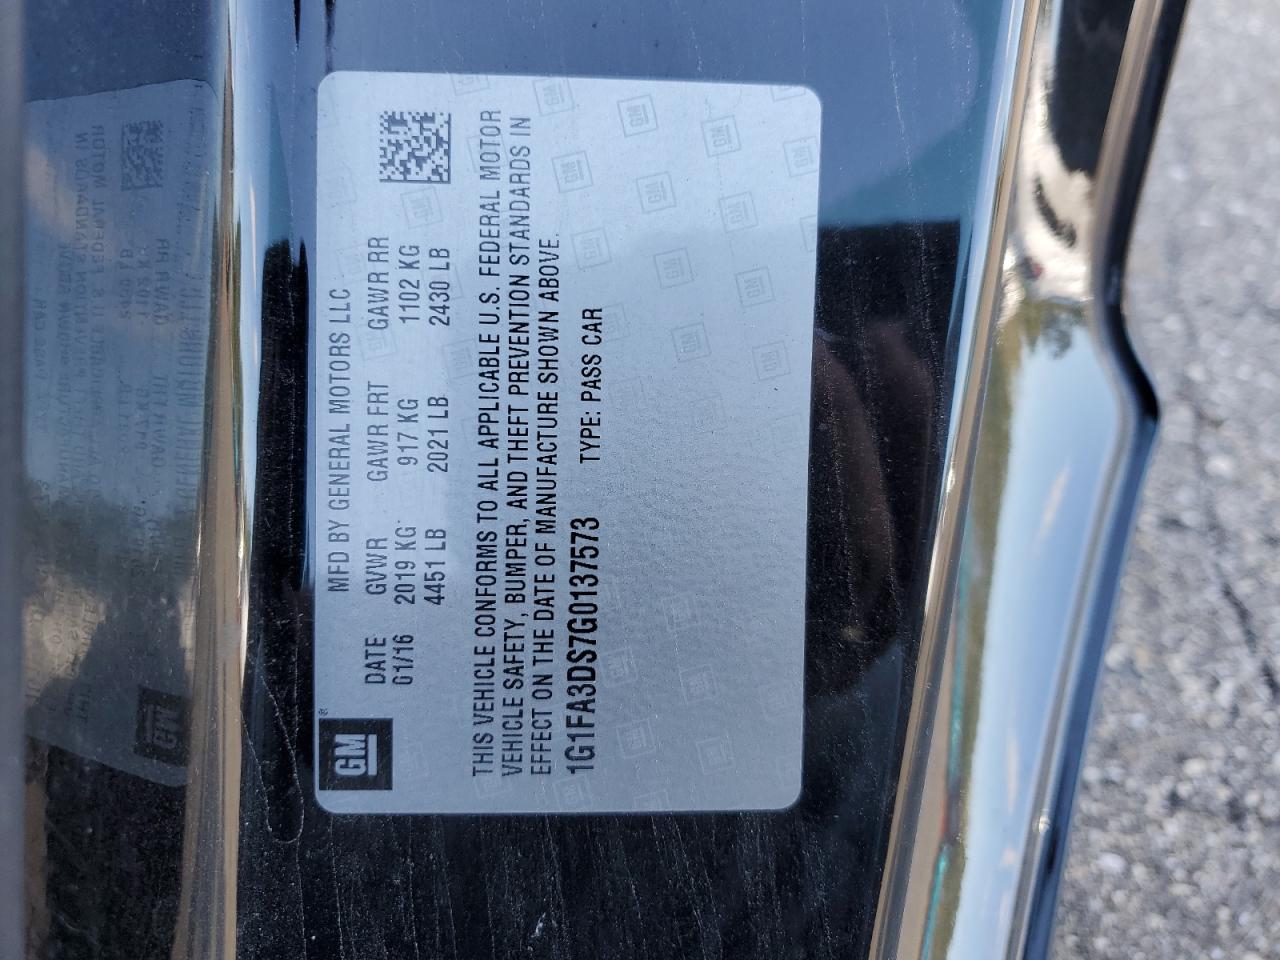 GM
MFD BY GENERAL MOTORS LLC
DATE GVWR GAWR FRT GAWR RR
01/16 2019 KG 917 KG 1102 KG
4451 LB 2021 LB 2430 LB
THIS VEHICLE CONFORMS TO ALL APPLICABLE U.S. FEDERAL MOTOR
VEHICLE SAFETY, BUMPER, AND THEFT PREVENTION STANDARDS IN
EFFECT ON THE DATE OF MANUFACTURE SHOWN ABOVE.
1G1FA3DS7G0137573 TYPE: PASS CAR